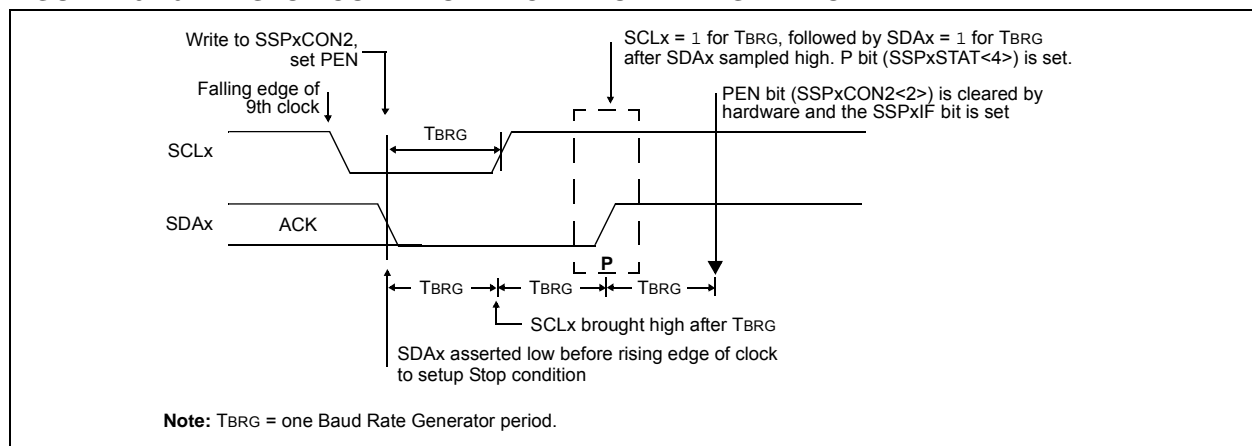 Write to SSPxCON2,
set PEN
SCLx = 1 for TBRG, followed by SDAx = 1 for TBRG
after SDAx sampled high. P bit (SSPxSTAT<4>) is set.
Falling edge of
9th clock
PEN bit (SSPxCON2<2>) is cleared by
hardware and the SSPxIF bit is set
TBRG
SCLx
SDAx
ACK
P
TBRG
TBRG
TBRG
SCLx brought high after TBRG
SDAx asserted low before rising edge of clock
to setup Stop condition
Note: TBRG = one Baud Rate Generator period.